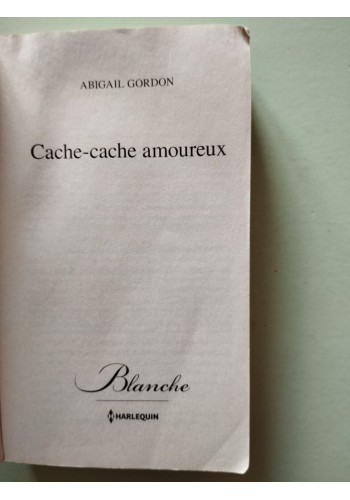 ABIGAIL GORDON
Cache-cache amoureux
Blanche
HARLEQUIN